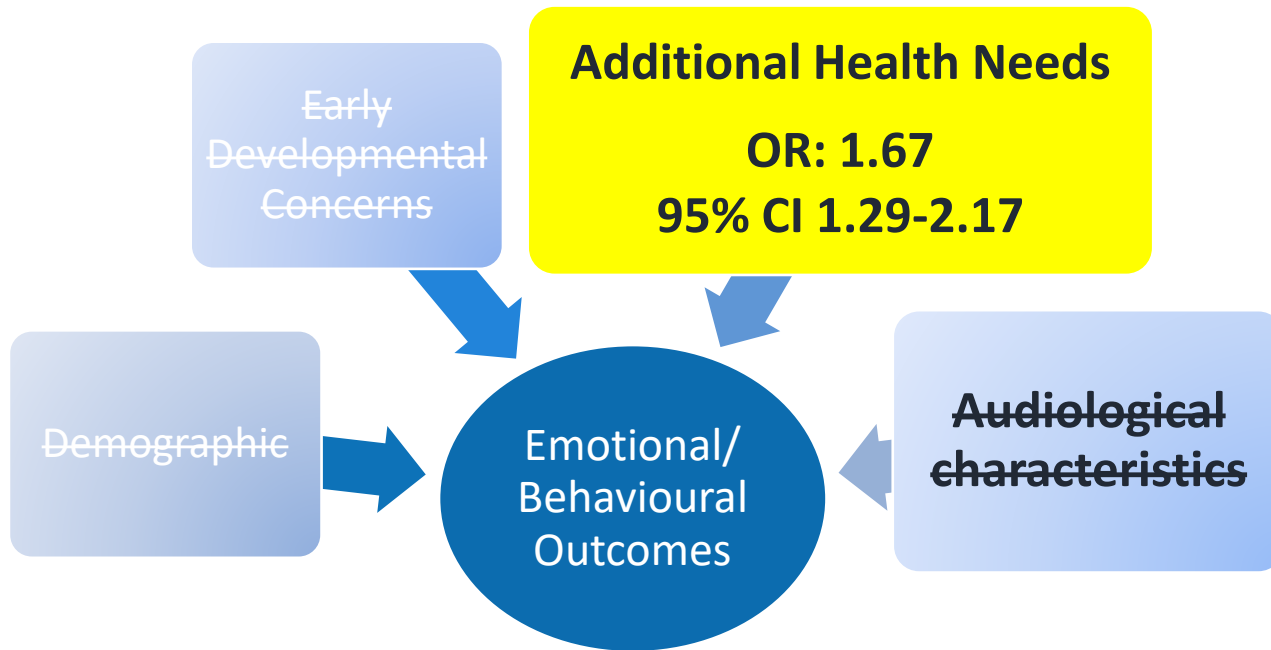 Early
Developmental
Concerns
Additional Health Needs
OR: 1.67
95% CI 1.29-2.17
Demographic
Emotional/
Behavioural
Outcomes
Audiological
characteristics